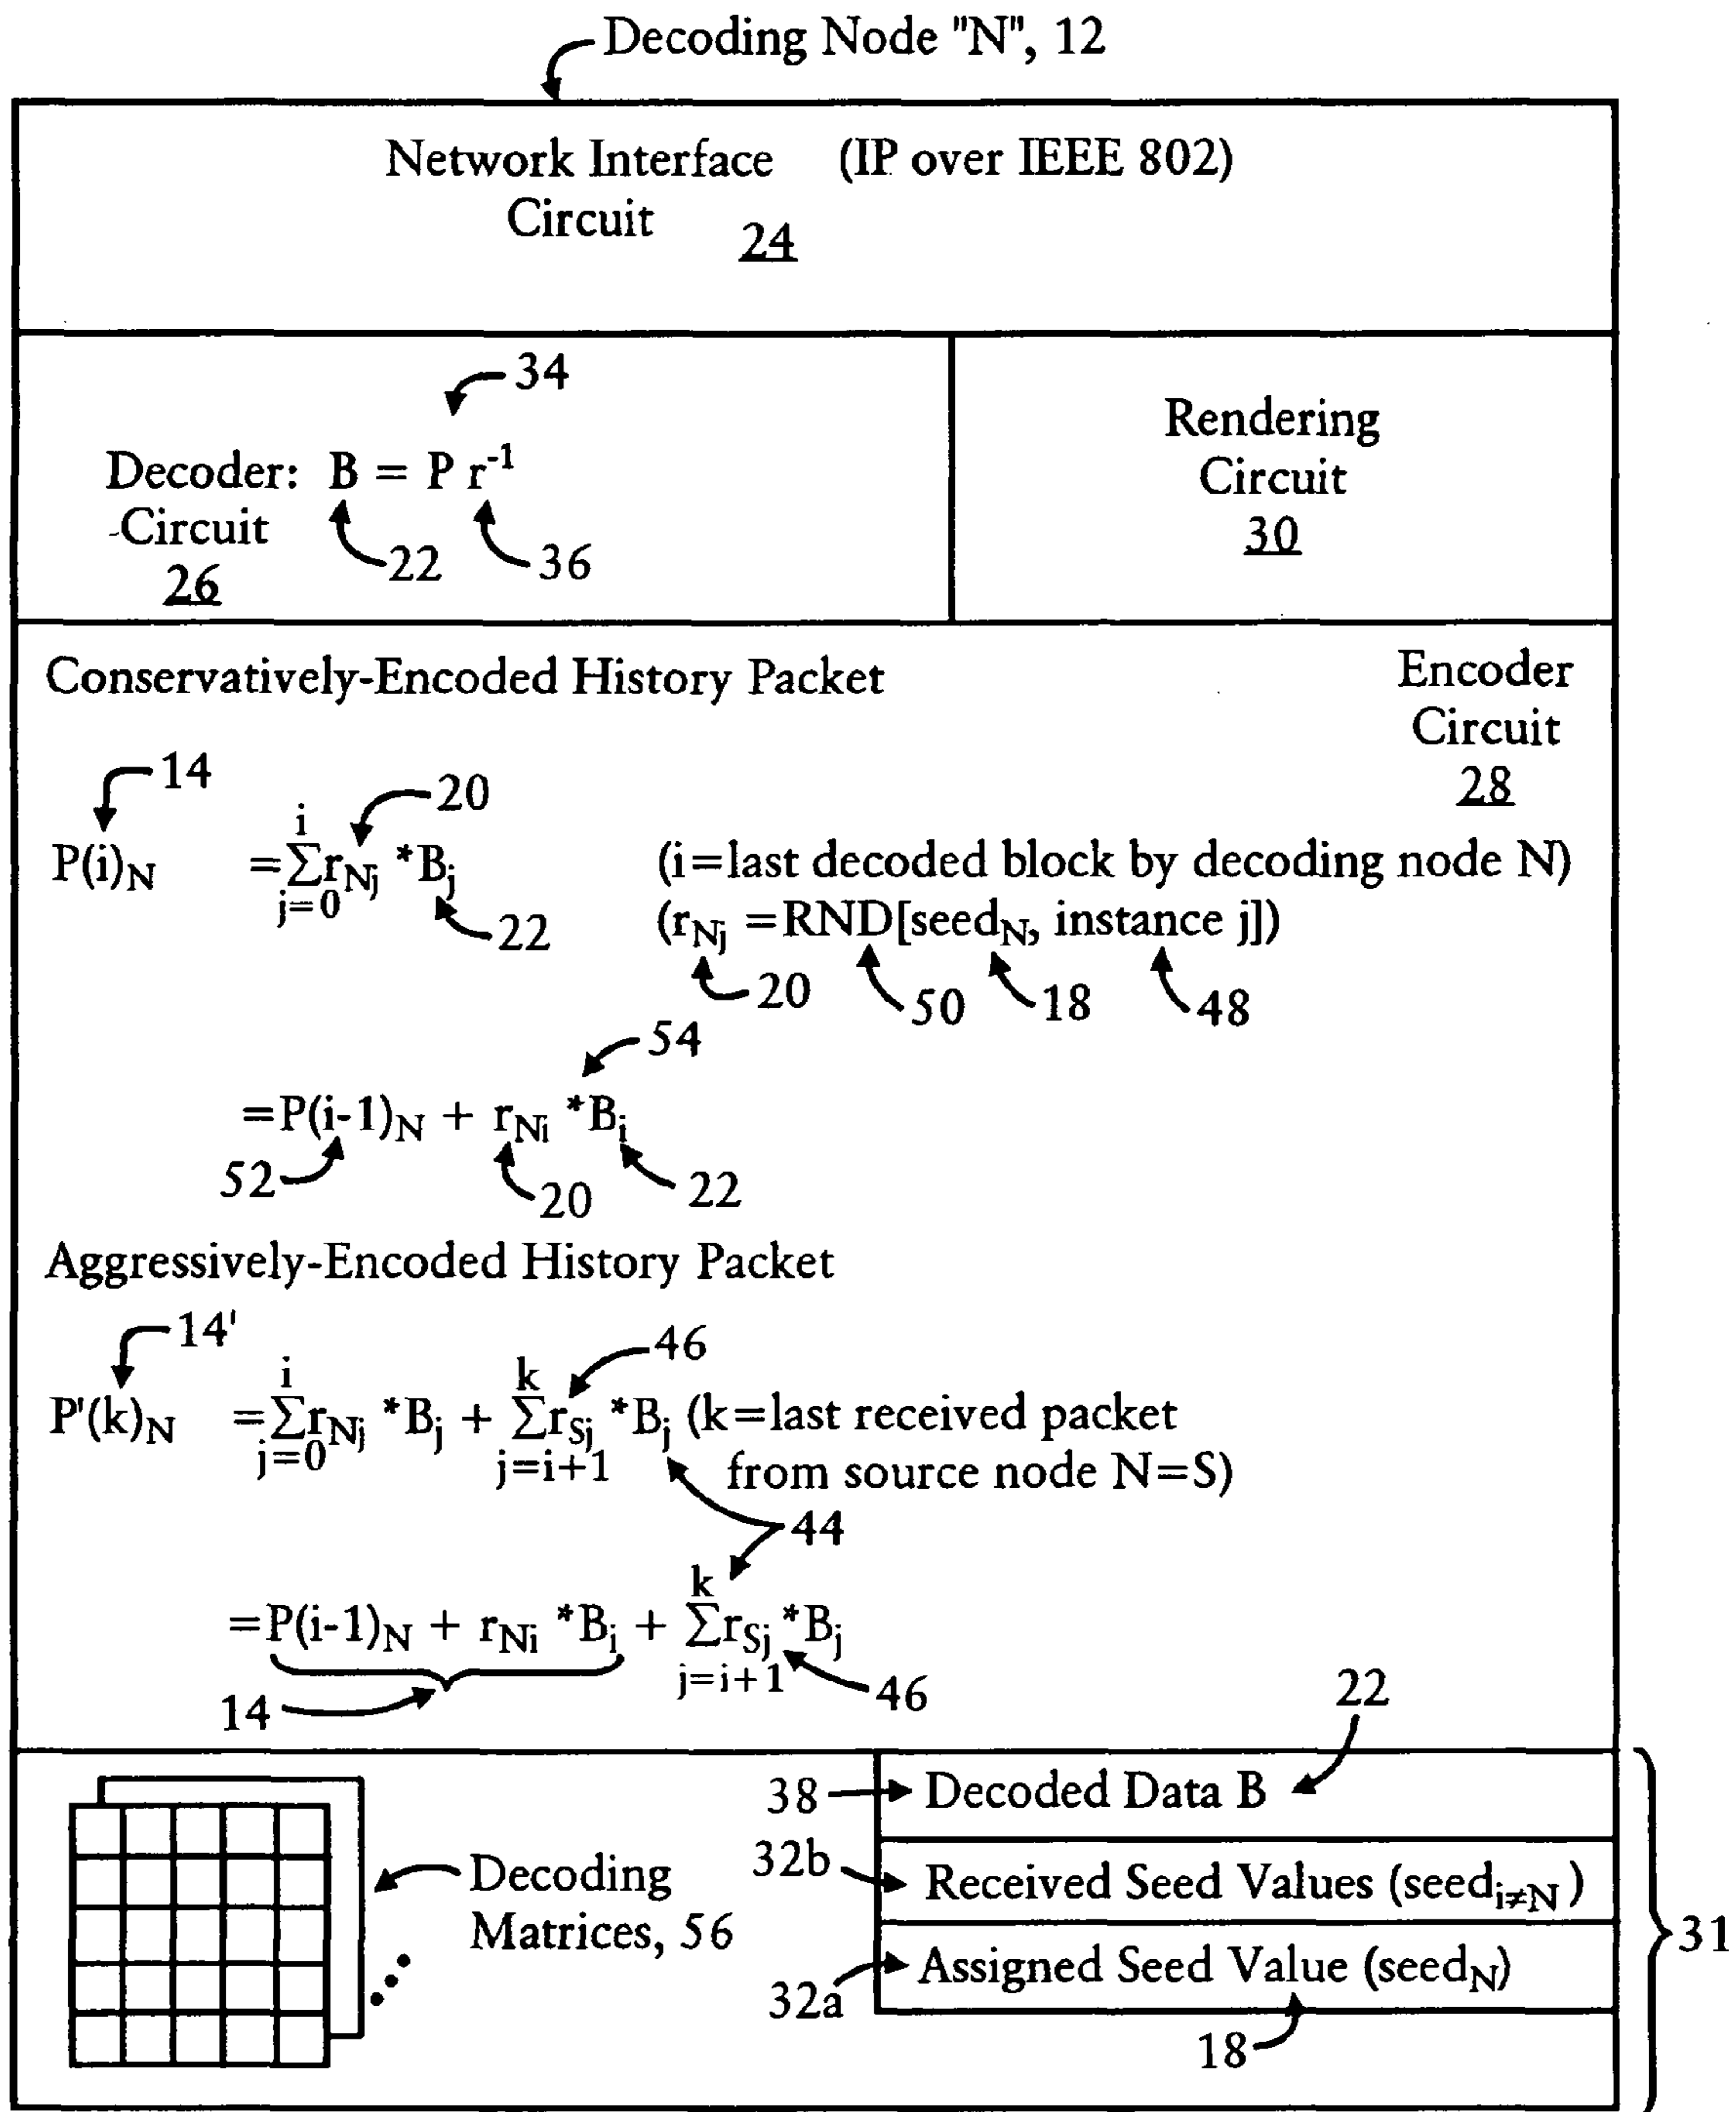 Decoding Node "N", 12
Network Interface (IP over IEEE 802)
Circuit 24
34
Decoder: B = P r⁻¹
Circuit
22 36
26
Rendering
Circuit
30
Conservatively-Encoded History Packet
Encoder
Circuit
28
14
20
i
P(i)N =∑rNj *Bj (i=last decoded block by decoding node N)
j=0
22
(rNj =RND[seedN, instance j])
20 50 18 48
54
=P(i-1)N + rNi *Bi
52 20 22
Aggressively-Encoded History Packet
14'
46
i k
P'(k)N =∑rNj *Bj + ∑rSj *Bj (k=last received packet
j=0 j=i+1 from source node N=S)
44
k
=P(i-1)N + rNi *Bi + ∑rSj *Bj
j=i+1
14 46
22
38 Decoded Data B
32b Received Seed Values (seedi≠N)
32a Assigned Seed Value (seedN)
18
31
Decoding
Matrices, 56